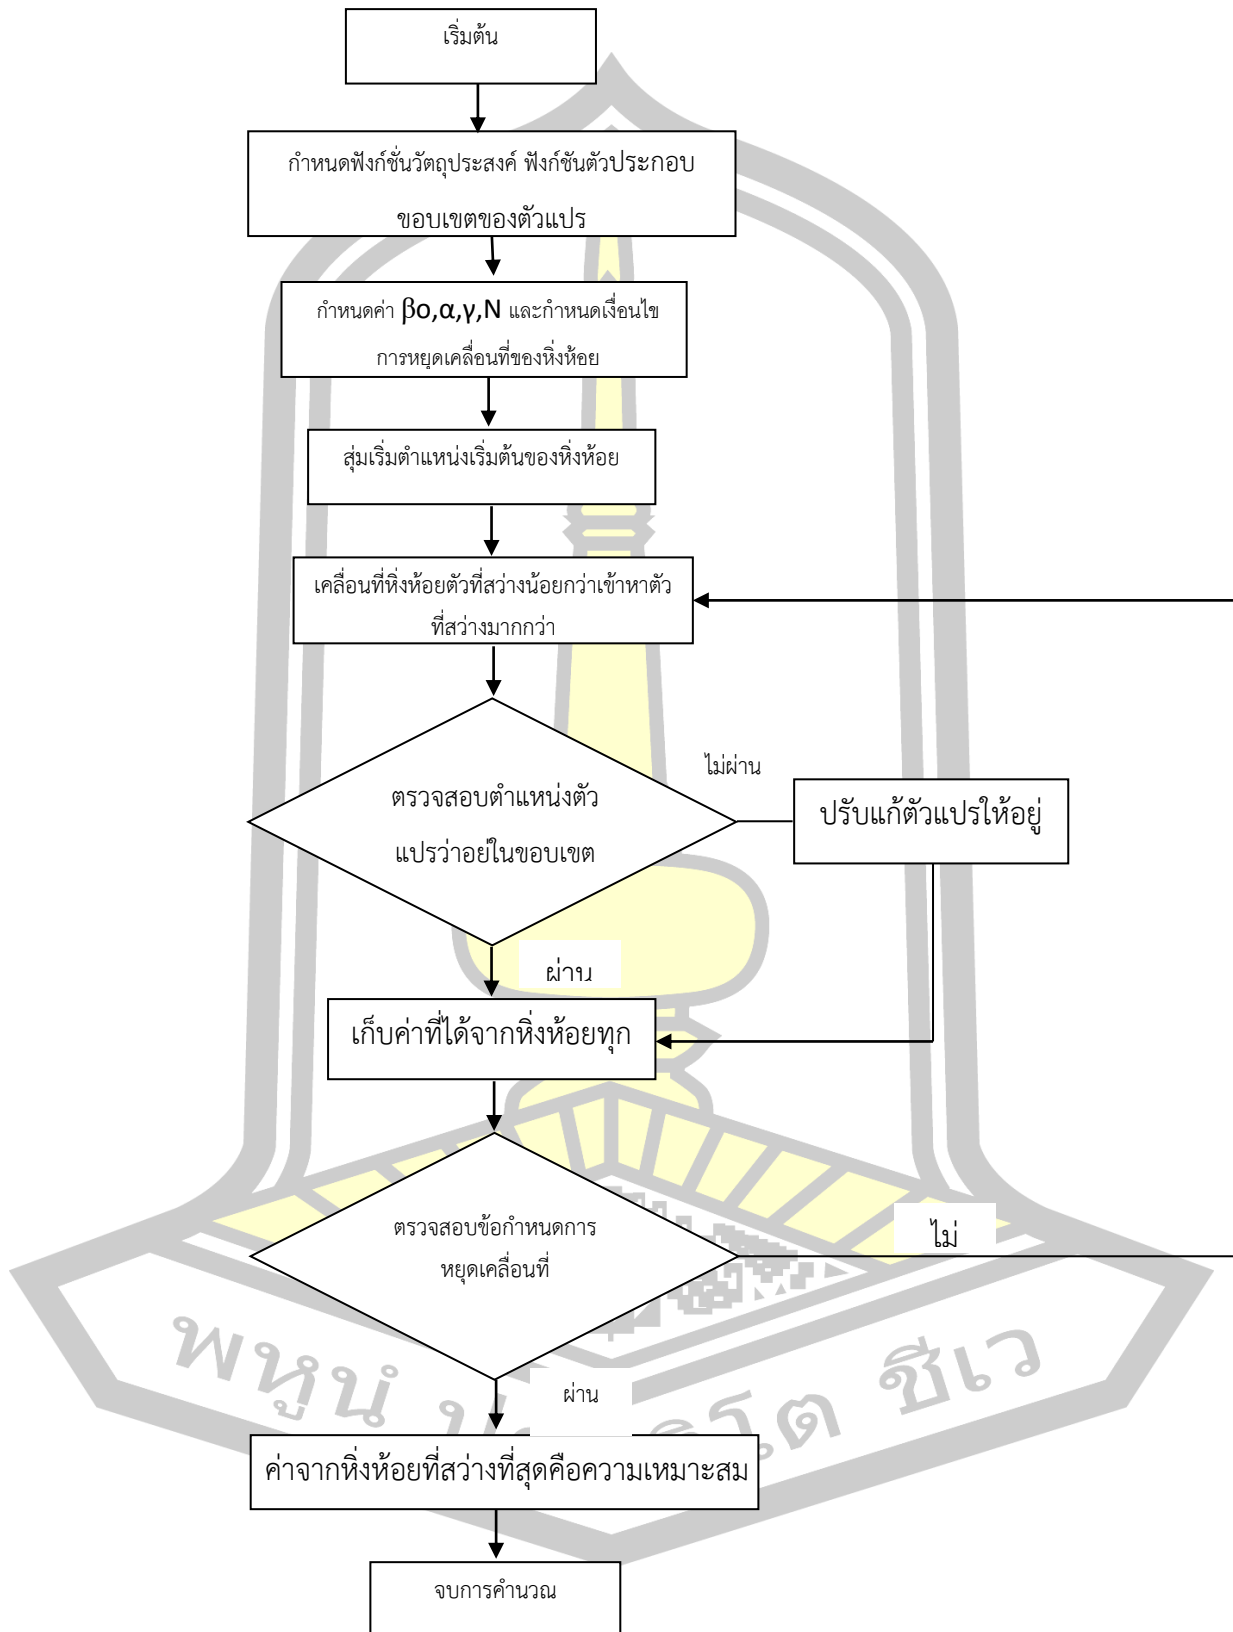 เริ่มต้น
กำหนดฟังก์ชั่นวัตถุประสงค์ ฟังก์ชันตัวประกอบ
ขอบเขตของตัวแปร
กำหนดค่า βo,α,γ,N และกำหนดเงื่อนไข
การหยุดเคลื่อนที่ของหิ่งห้อย
สุ่มเริ่มตำแหน่งเริ่มต้นของหิ่งห้อย
เคลื่อนที่หิ่งห้อยตัวที่สว่างน้อยกว่าเข้าหาตัว
ที่สว่างมากกว่า
ตรวจสอบตำแหน่งตัว
แปรว่าอยู่ในขอบเขต
ไม่ผ่าน
ปรับแก้ตัวแปรให้อยู่
ผ่าน
เก็บค่าที่ได้จากหิ่งห้อยทุก
ตรวจสอบข้อกำหนดการ
หยุดเคลื่อนที่
ไม่
ผ่าน
ค่าจากหิ่งห้อยที่สว่างที่สุดคือความเหมาะสม
จบการคำนวณ
พหูนํ ชีเว